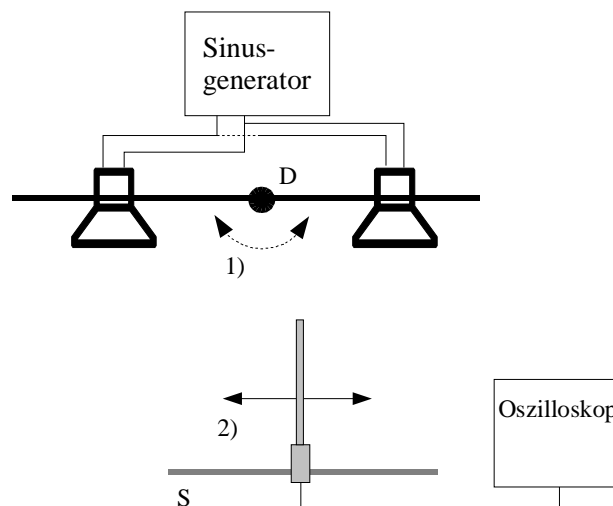 Sinus-
generator
D
1)
2)
Oszilloskop
S